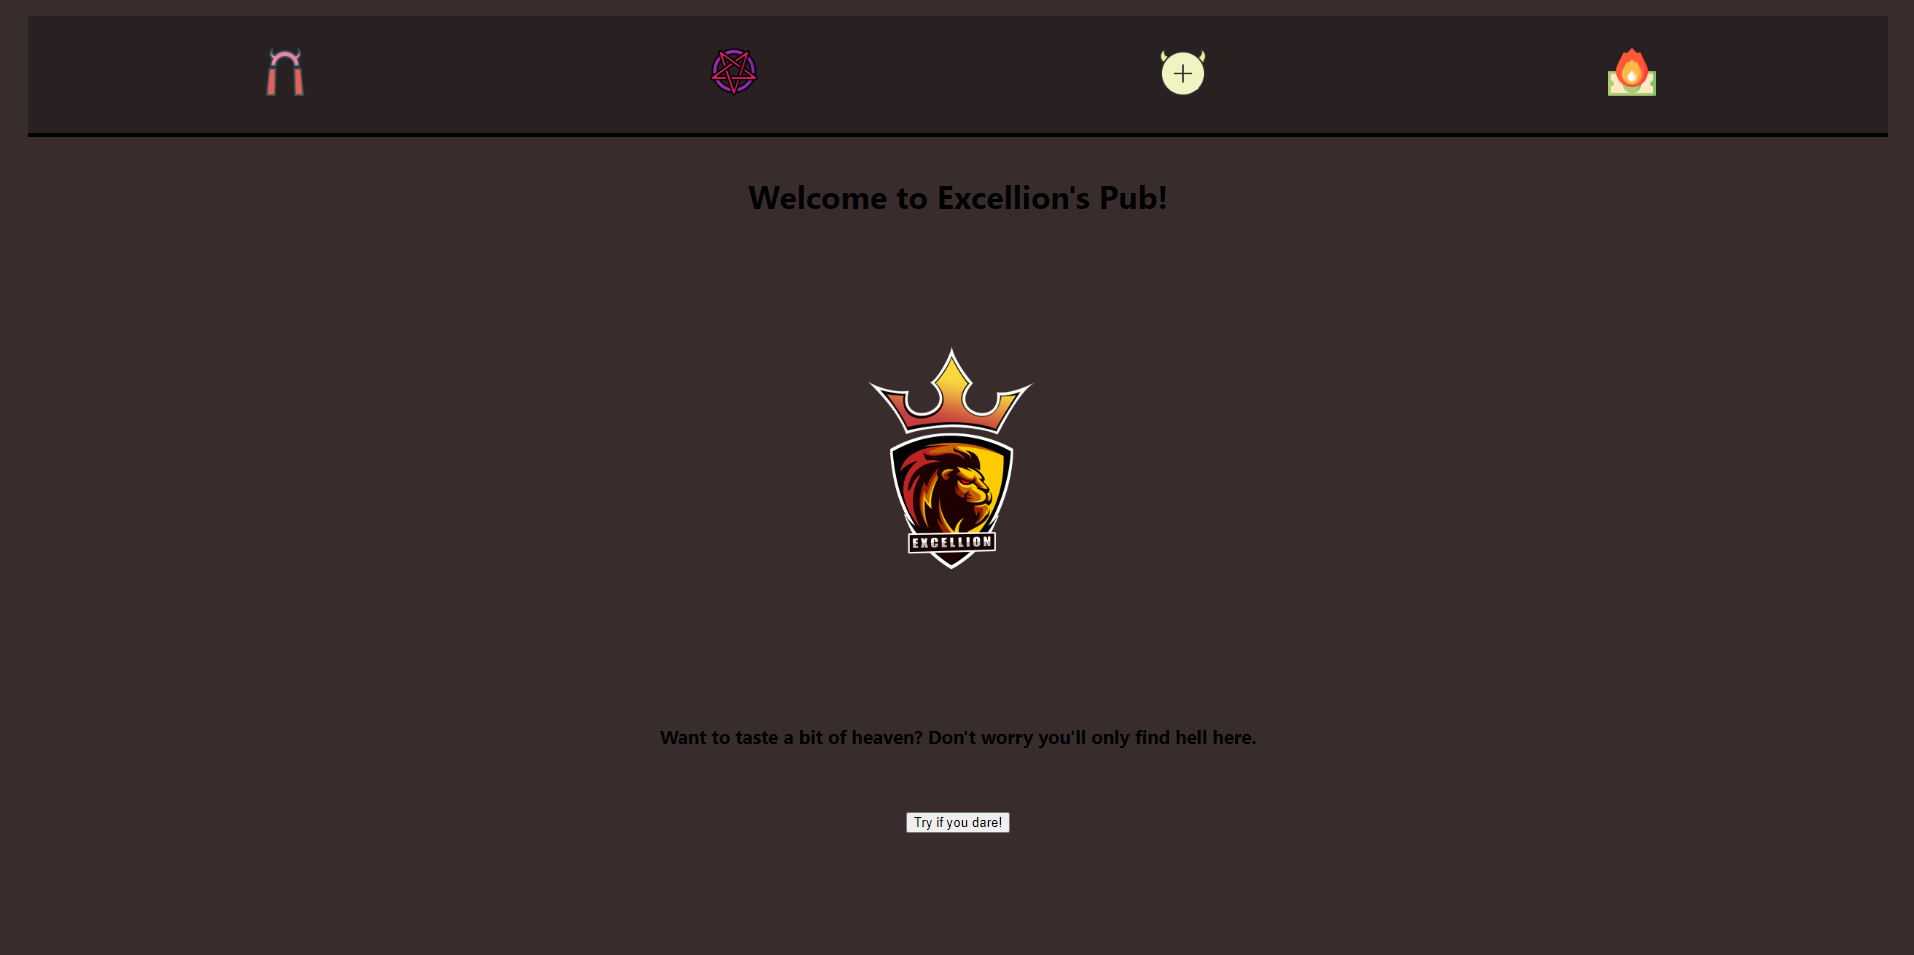 Welcome to Excellion's Pub!
EXCELLION
Want to taste a bit of heaven? Don't worry you'll only find hell here.
Try if you dare!